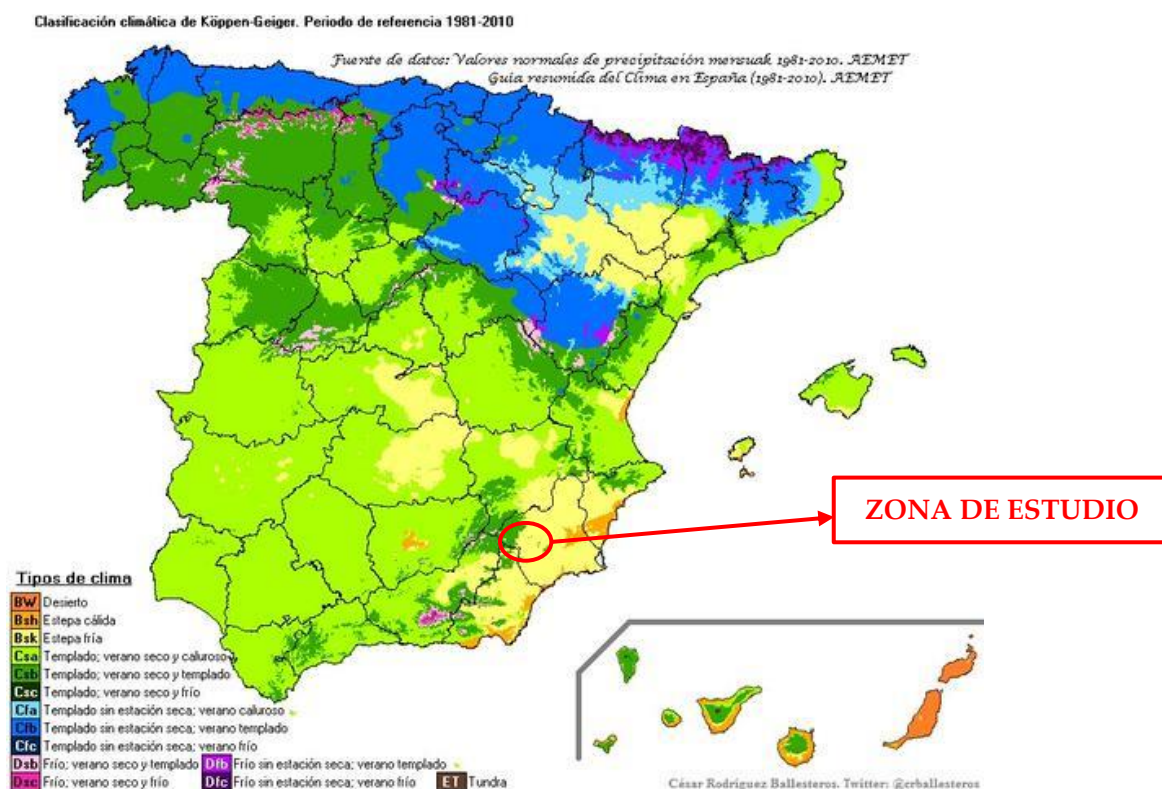 Clasificación climática de Köppen-Geiger. Periodo de referencia 1981-2010
Fuente de datos: Valores normales de precipitación mensuak 1981-2010. AEMET
Guia resumida del Clima en España (1981-2010). AEMET
ZONA DE ESTUDIO
Tipos de clima
BW Desierto
Bsh Estepa cálida
Bsk Estepa fría
Csa Templado; verano seco y caluroso
Csb Templado; verano seco y templado
Csc Templado; verano seco y frío
Cfa Templado sin estación seca; verano caluroso
Cfb Templado sin estación seca; verano templado
Cfc Templado sin estación seca; verano frío
Dsb Frío; verano seco y templado Dfb Frío sin estación seca; verano templado
Dsc Frío; verano seco y frío Dfc Frío sin estación seca; verano frío ET Tundra
César Rodríguez Ballesteros. Twitter: @crballesteros